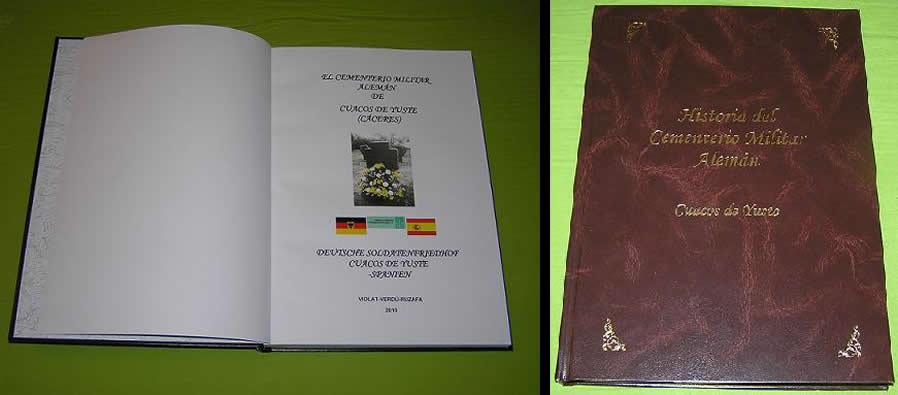 EL CEMENTERIO MILITAR
ALEMÁN
DE
CUACOS DE YUSTE
(CÁCERES)
DEUTSCHE SOLDATENFRIEDHOF
CUACOS DE YUSTE
-SPANIEN
VIOLAT-VERDÚ-RUZAFA
2010
Historia del
Cementerio Militar
Alemán
Cuacos de Yuste